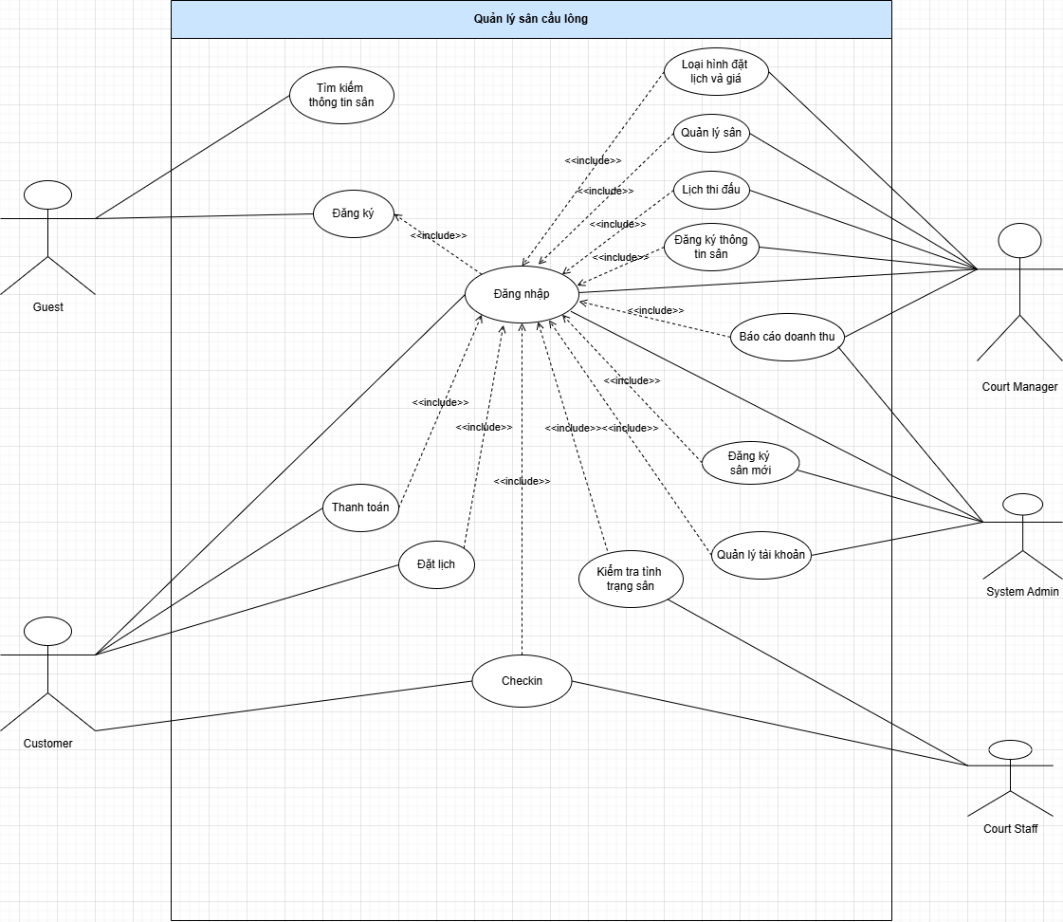 Quản lý sân cầu lông
Loại hình đặt
lịch và giá
Tìm kiếm
thông tin sân
Quản lý sân
<<include>>
Lịch thi đấu
<<include>>
Đăng ký
<<include>>
<<include>>
Đăng ký thông
tin sân
<<include>>
Đăng nhập
Guest
<<include>>
Báo cáo doanh thu
Court Manager
<<include>>
<<include>>
<<include>>
<<include>>
<<include>>
Đăng ký
sân mới
<<include>>
Thanh toán
Đặt lịch
Kiểm tra tình
trạng sân
Quản lý tài khoản
System Admin
Checkin
Customer
Court Staff